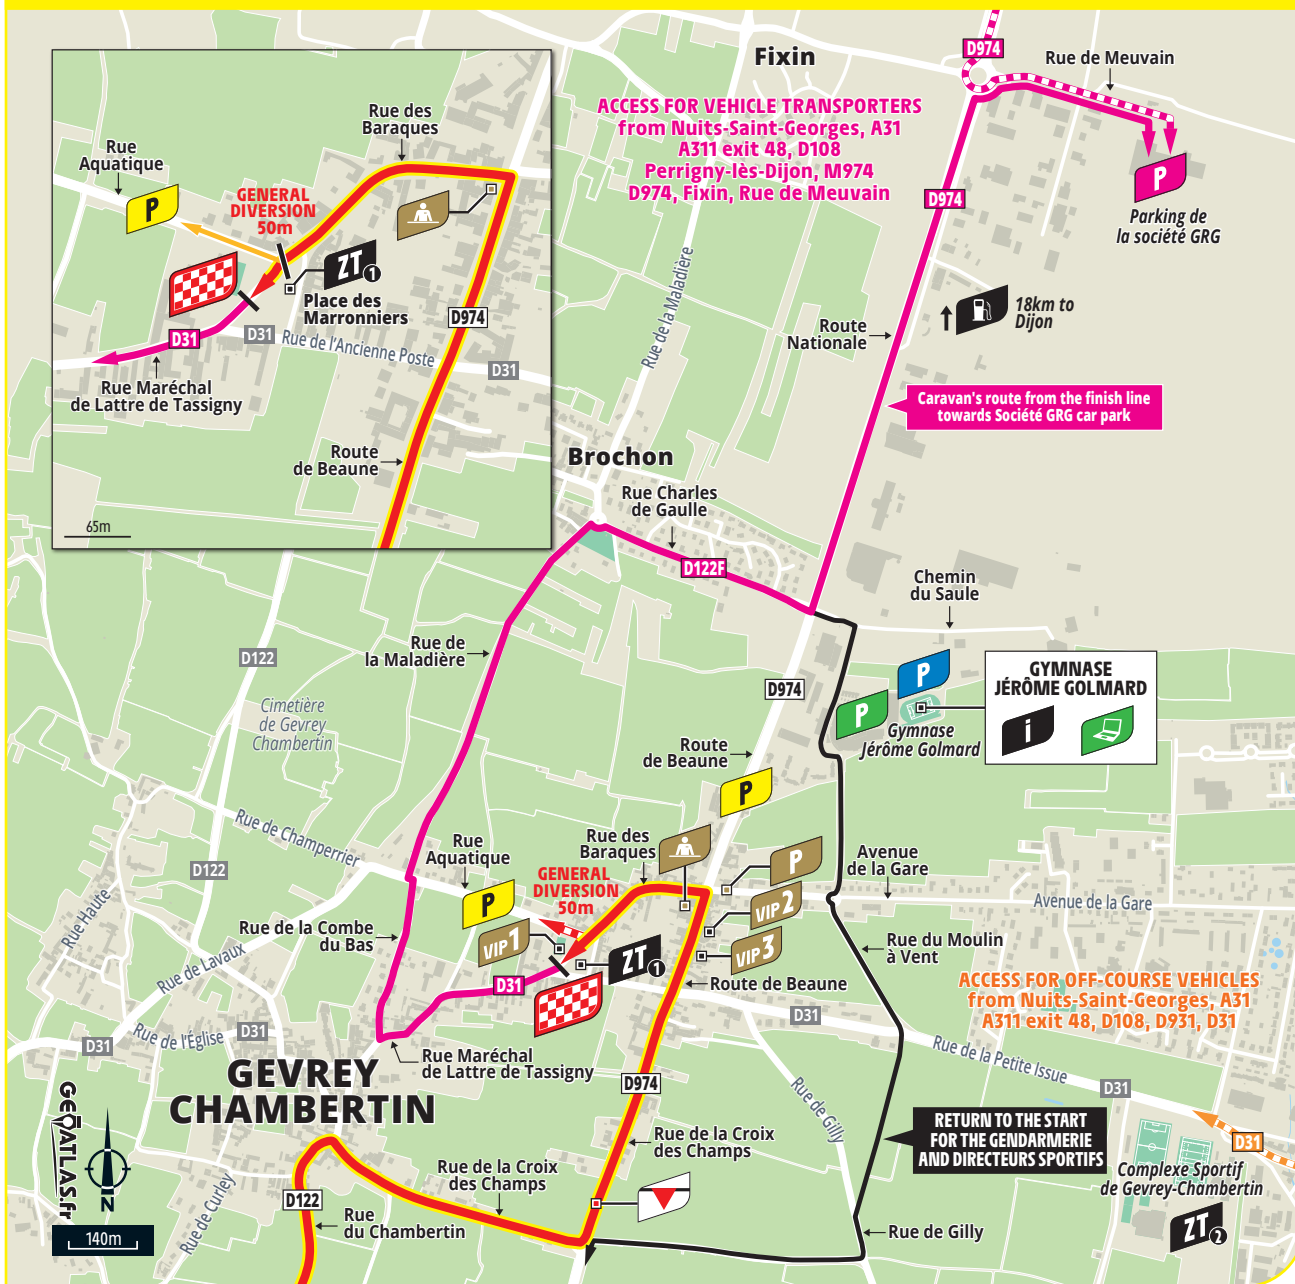 Fixin
D974
Rue de Meuvain
ACCESS FOR VEHICLE TRANSPORTERS
from Nuits-Saint-Georges, A31
A311 exit 48, D108
Perrigny-lès-Dijon, M974
D974, Fixin, Rue de Meuvain
P
Parking de
la société GRG
D974
18km to
Dijon
Route
Nationale
Rue de la Maladière
Caravan's route from the finish line
towards Société GRG car park
Rue des
Baraques
Rue
Aquatique
P
GENERAL
DIVERSION
50m
ZT 1
Place des
Marronniers
D974
D31
D31
Rue de l'Ancienne Poste
D31
Rue Maréchal
de Lattre de Tassigny
Route
de Beaune
65m
Brochon
Rue Charles
de Gaulle
D122F
Chemin
du Saule
Rue de
la Maladière
D122
D974
P
P
Gymnase
Jérôme Golmard
GYMNASE
JÉRÔME GOLMARD
i
Cimetière
de Gevrey
Chambertin
Route
de Beaune
P
Rue de Champerrier
D122
Rue
Aquatique
P
Rue des
Baraques
P
GENERAL
DIVERSION
50m
VIP 1
VIP 2
VIP 3
ZT 1
Avenue
de la Gare
Avenue de la Gare
Rue Haute
Rue de la Combe
du Bas
Rue de Lavaux
Rue du Moulin
à Vent
D31
Route de Beaune
ACCESS FOR OFF-COURSE VEHICLES
from Nuits-Saint-Georges, A31
A311 exit 48, D108, D931, D31
D31
Rue de l'Église
D31
D31
Rue de la Petite Issue
D31
Rue Maréchal
de Lattre de Tassigny
GEVREY
CHAMBERTIN
D974
Rue de Gilly
RETURN TO THE START
FOR THE GENDARMERIE
AND DIRECTEURS SPORTIFS
D31
Rue de la Croix
des Champs
Rue de la Croix
des Champs
Complexe Sportif
de Gevrey-Chambertin
ZT 2
GEOATLAS.fr
N
140m
Rue de Curley
D122
Rue
du Chambertin
Rue de Gilly